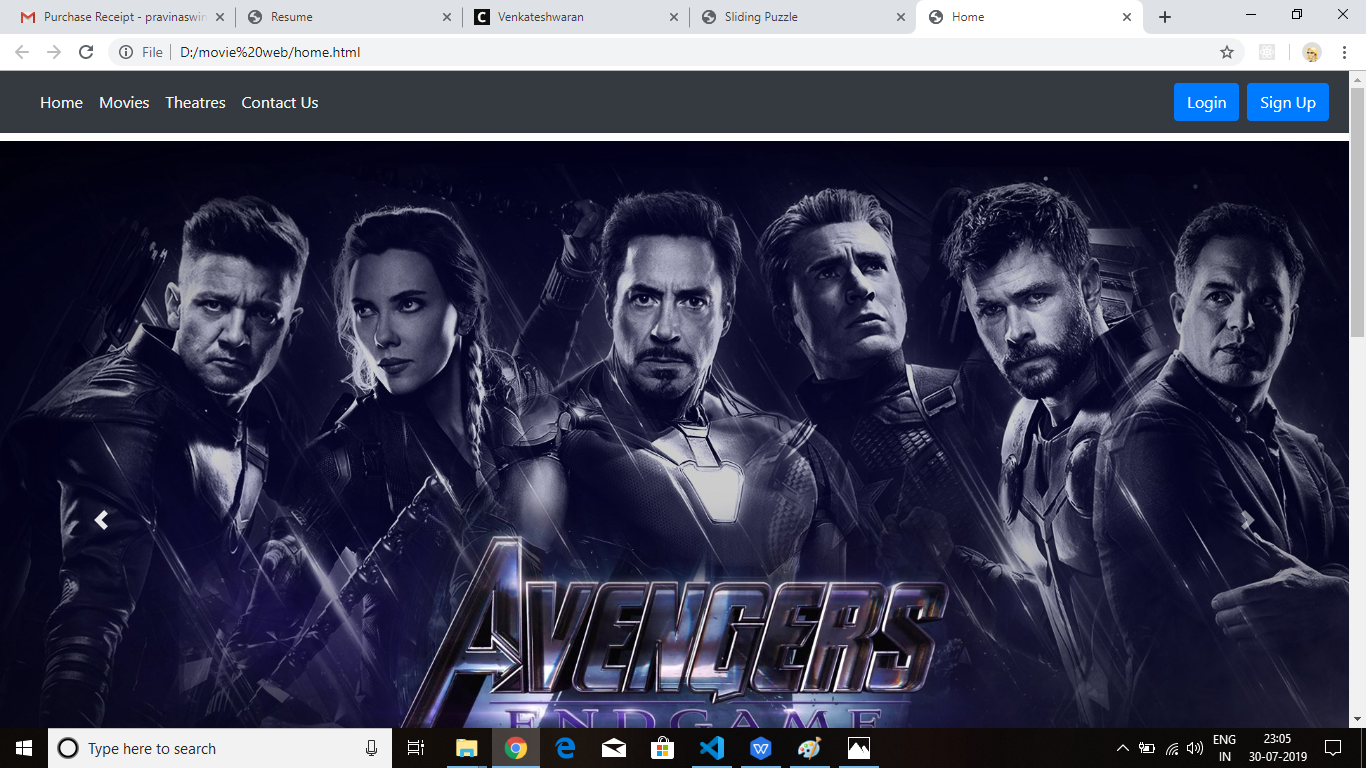 Purchase Receipt - pravinaswin
Resume
C Venkateshwaran
Sliding Puzzle
Home
File D:/movie%20web/home.html
Home Movies Theatres Contact Us Login Sign Up
AVENGERS
ENDGAME
Type here to search
ENG
IN
23:05
30-07-2019